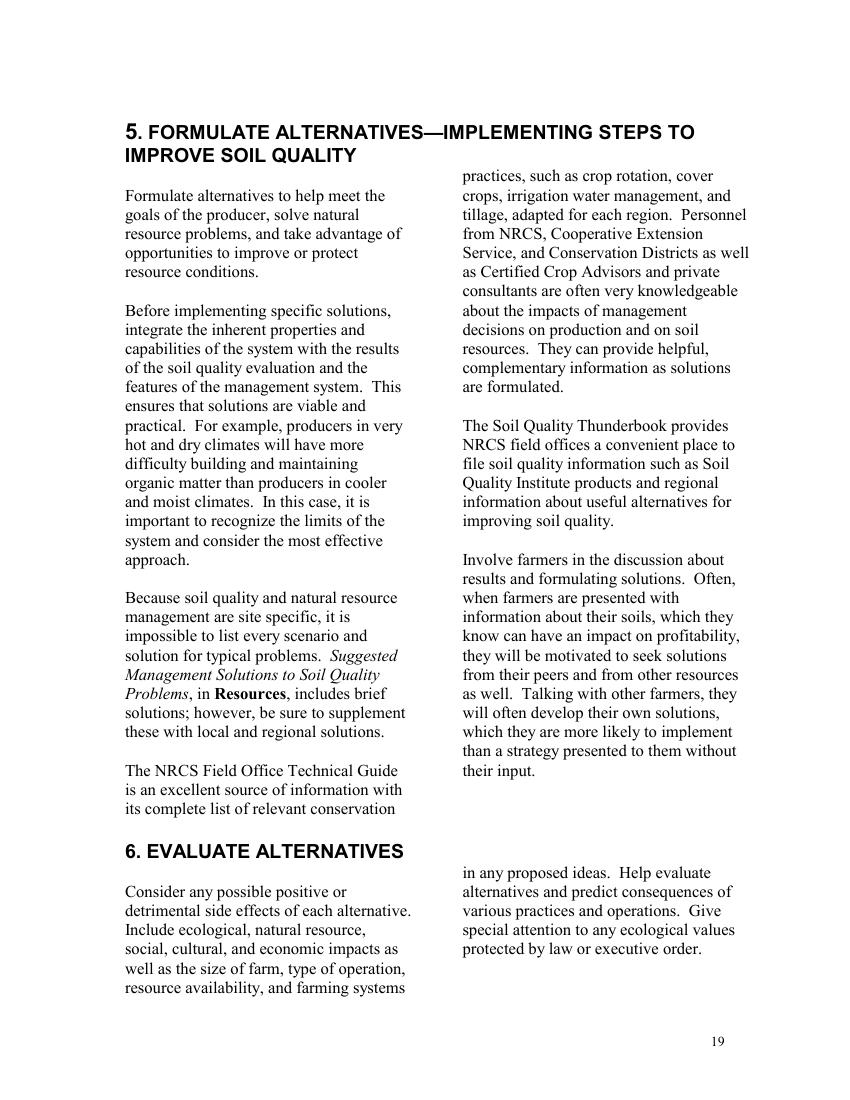 5. FORMULATE ALTERNATIVES—IMPLEMENTING STEPS TO
IMPROVE SOIL QUALITY
Formulate alternatives to help meet the
goals of the producer, solve natural
resource problems, and take advantage of
opportunities to improve or protect
resource conditions.
Before implementing specific solutions,
integrate the inherent properties and
capabilities of the system with the results
of the soil quality evaluation and the
features of the management system.  This
ensures that solutions are viable and
practical.  For example, producers in very
hot and dry climates will have more
difficulty building and maintaining
organic matter than producers in cooler
and moist climates.  In this case, it is
important to recognize the limits of the
system and consider the most effective
approach.
Because soil quality and natural resource
management are site specific, it is
impossible to list every scenario and
solution for typical problems.  Suggested
Management Solutions to Soil Quality
Problems, in Resources, includes brief
solutions; however, be sure to supplement
these with local and regional solutions.
The NRCS Field Office Technical Guide
is an excellent source of information with
its complete list of relevant conservation
practices, such as crop rotation, cover
crops, irrigation water management, and
tillage, adapted for each region.  Personnel
from NRCS, Cooperative Extension
Service, and Conservation Districts as well
as Certified Crop Advisors and private
consultants are often very knowledgeable
about the impacts of management
decisions on production and on soil
resources.  They can provide helpful,
complementary information as solutions
are formulated.
The Soil Quality Thunderbook provides
NRCS field offices a convenient place to
file soil quality information such as Soil
Quality Institute products and regional
information about useful alternatives for
improving soil quality.
Involve farmers in the discussion about
results and formulating solutions.  Often,
when farmers are presented with
information about their soils, which they
know can have an impact on profitability,
they will be motivated to seek solutions
from their peers and from other resources
as well.  Talking with other farmers, they
will often develop their own solutions,
which they are more likely to implement
than a strategy presented to them without
their input.
6. EVALUATE ALTERNATIVES
Consider any possible positive or
detrimental side effects of each alternative.
Include ecological, natural resource,
social, cultural, and economic impacts as
well as the size of farm, type of operation,
resource availability, and farming systems
in any proposed ideas.  Help evaluate
alternatives and predict consequences of
various practices and operations.  Give
special attention to any ecological values
protected by law or executive order.
19